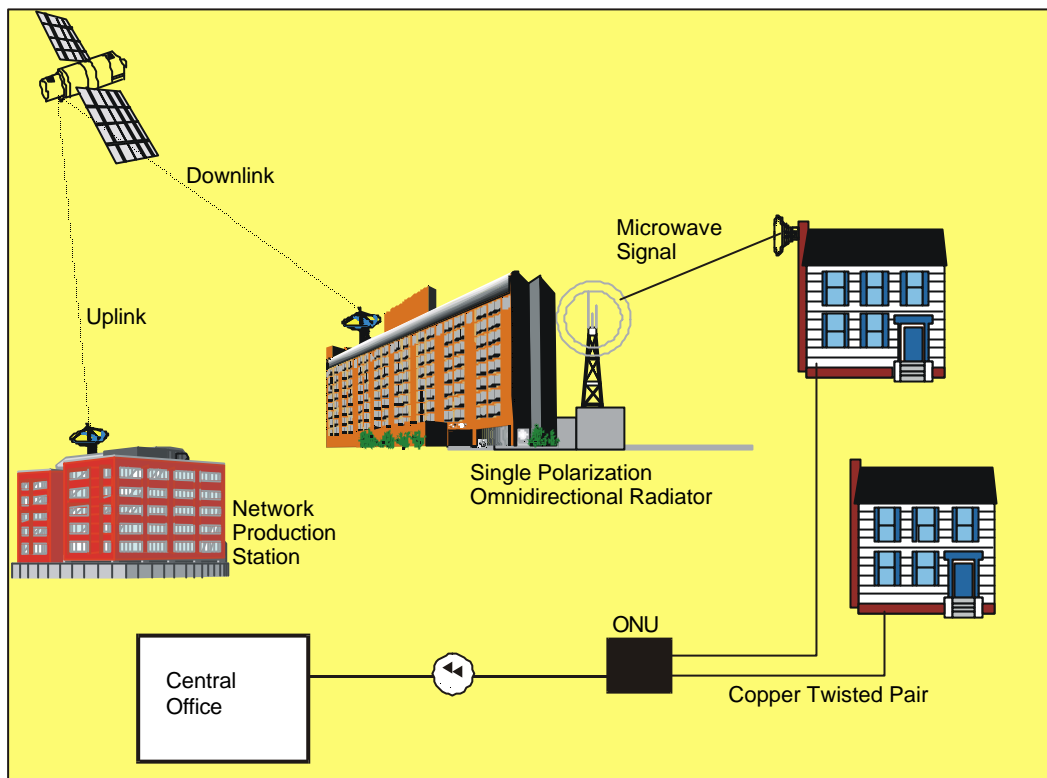 Downlink
Microwave
Signal
Uplink
Single Polarization
Omnidirectional Radiator
Network
Production
Station
ONU
Central
Office
Copper Twisted Pair